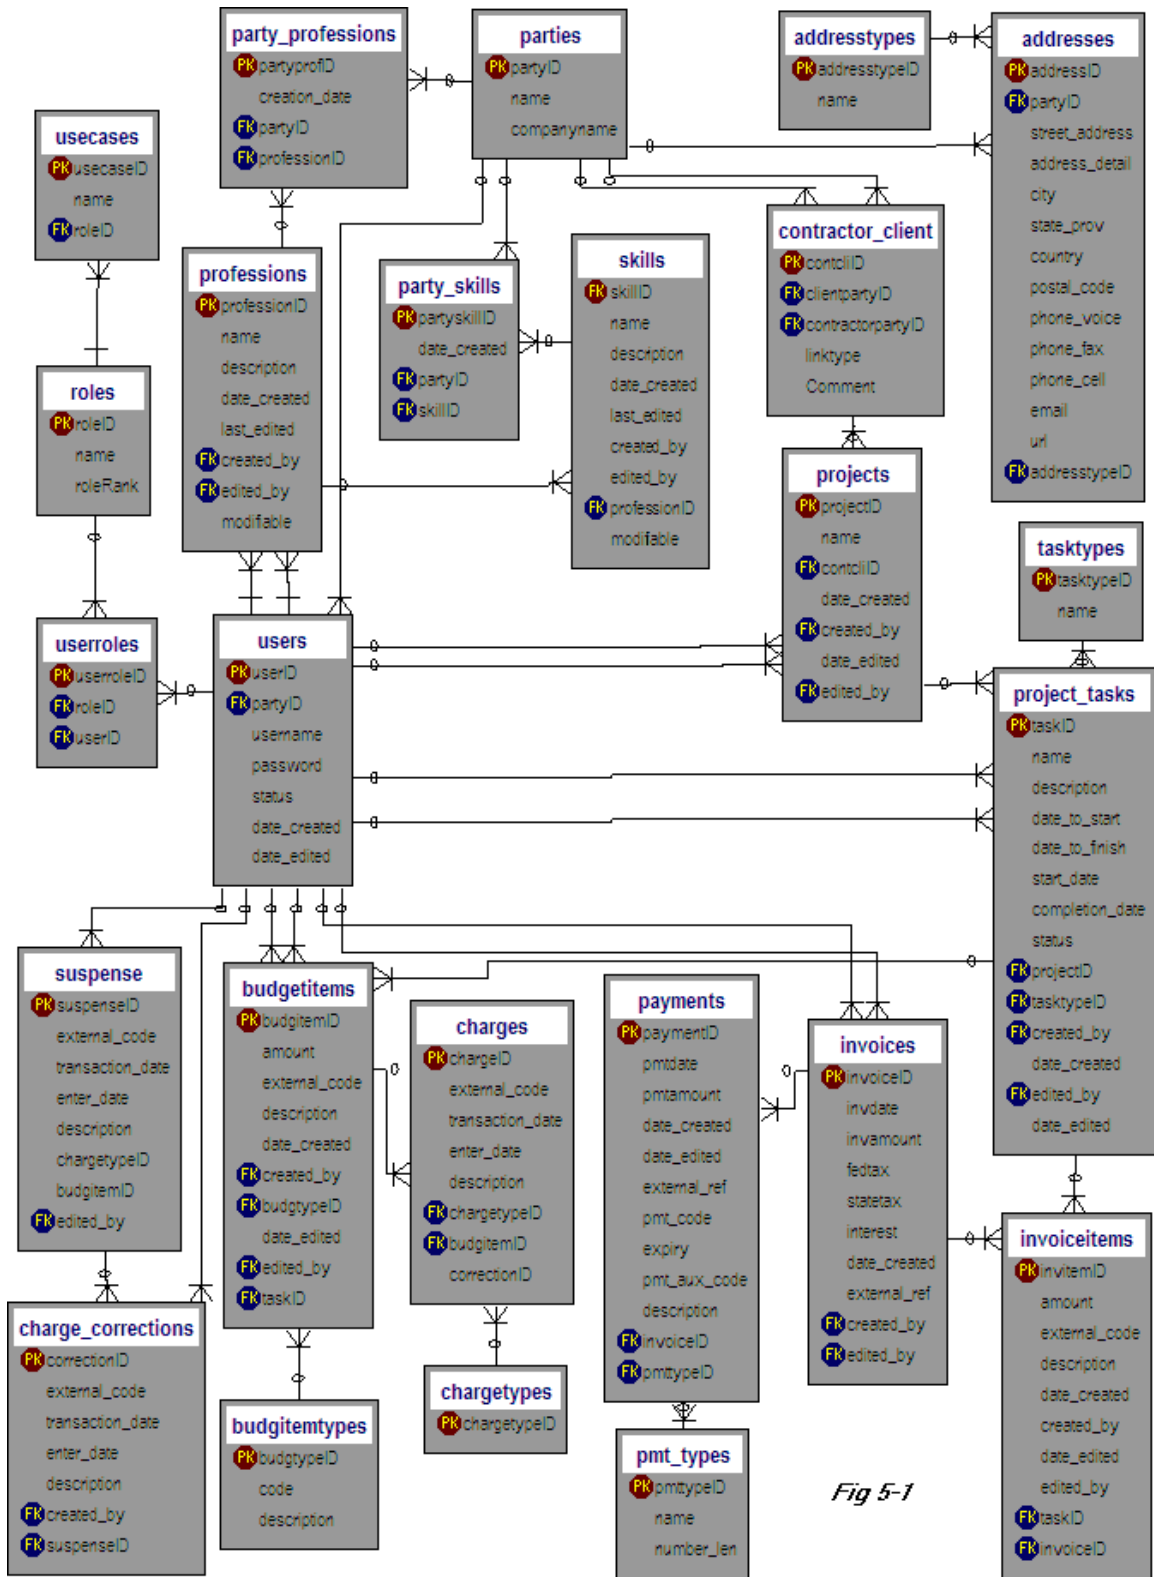 party_professions
PK partyprofID
creation_date
FK partyID
FK professionID
parties
PK partyID
name
companyname
addresstypes
PK addresstypeID
name
addresses
PK addressID
FK partyID
street_address
address_detail
city
state_prov
country
postal_code
phone_voice
phone_fax
phone_cell
email
url
FK addresstypeID
usecases
PK usecaseID
name
FK roleID
professions
PK professionID
name
description
date_created
last_edited
FK created_by
FK edited_by
modifiable
party_skills
PK partyskillID
date_created
FK partyID
FK skillID
skills
FK skillID
name
description
date_created
last_edited
created_by
edited_by
FK professionID
modifiable
contractor_client
PK contcliID
FK clientpartyID
FK contractorpartyID
linktype
Comment
roles
PK roleID
name
roleRank
projects
PK projectID
name
FK contcliID
date_created
FK created_by
date_edited
FK edited_by
tasktypes
PK tasktypeID
name
userroles
PK userroleID
FK roleID
FK userID
users
PK userID
FK partyID
username
password
status
date_created
date_edited
project_tasks
PK taskID
name
description
date_to_start
date_to_finish
start_date
completion_date
status
FK projectID
FK tasktypeID
FK created_by
date_created
FK edited_by
date_edited
suspense
PK suspenseID
external_code
transaction_date
enter_date
description
chargetypeID
budgitemID
FK edited_by
budgetitems
PK budgitemID
amount
external_code
description
date_created
FK created_by
FK budgtypeID
date_edited
FK edited_by
FK taskID
charges
PK chargeID
external_code
transaction_date
enter_date
description
FK chargetypeID
FK budgitemID
correctionID
payments
PK paymentID
pmtdate
pmtamount
date_created
date_edited
external_ref
pmt_code
expiry
pmt_aux_code
description
FK invoiceID
FK pmttypeID
invoices
PK invoiceID
invdate
invamount
fedtax
statetax
interest
date_created
external_ref
FK created_by
FK edited_by
invoiceitems
PK invitemID
amount
external_code
description
date_created
created_by
date_edited
edited_by
FK taskID
FK invoiceID
charge_corrections
PK correctionID
external_code
transaction_date
enter_date
description
FK created_by
FK suspenseID
budgitemtypes
PK budgtypeID
code
description
chargetypes
PK chargetypeID
pmt_types
PK pmttypeID
name
number_len
Fig 5-1